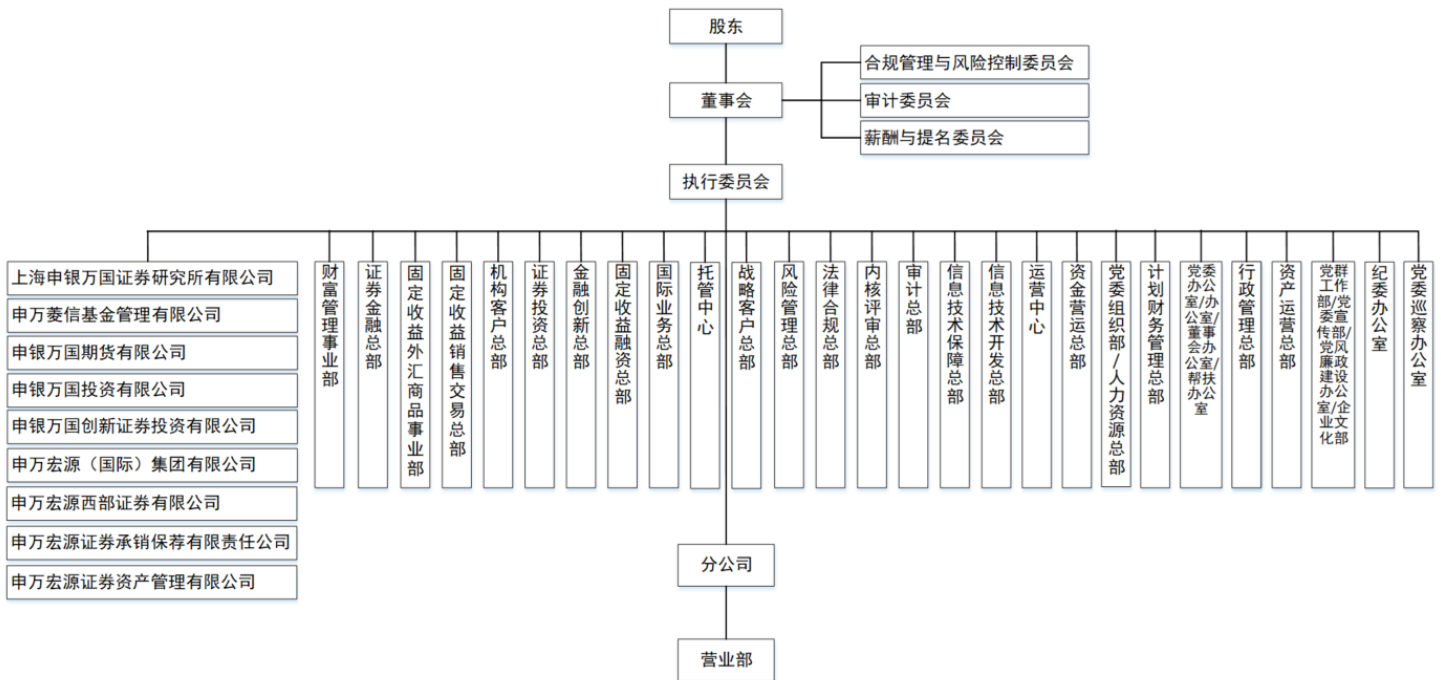 股东
董事会
合规管理与风险控制委员会
审计委员会
薪酬与提名委员会
执行委员会
上海申银万国证券研究所有限公司
申万菱信基金管理有限公司
申银万国期货有限公司
申银万国投资有限公司
申银万国创新证券投资有限公司
申万宏源（国际）集团有限公司
申万宏源西部证券有限公司
申万宏源证券承销保荐有限责任公司
申万宏源证券资产管理有限公司
财富管理事业部
证券金融总部
固定收益外汇商品事业部
固定收益销售交易总部
机构客户总部
证券投资总部
金融创新总部
固定收益融资总部
国际业务总部
托管中心
战略客户总部
风险管理总部
法律合规总部
内核评审总部
审计总部
信息技术保障总部
信息技术开发总部
运营中心
资金营运总部
党委组织部/人力资源总部
计划财务管理总部
党委办公室/办公室/董事会办公室/帮扶办公室
行政管理总部
资产运营总部
党群工作部/党委宣传部/党风廉政建设办公室/企业文化部
纪委办公室
党委巡察办公室
分公司
营业部